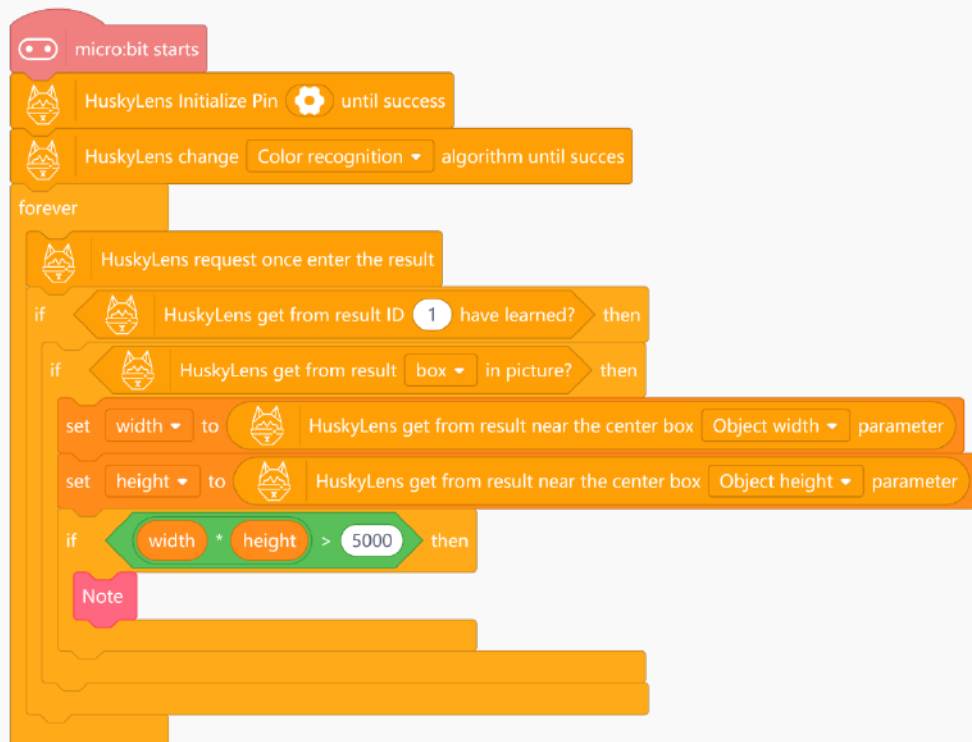 micro:bit starts
HuskyLens Initialize Pin until success
HuskyLens change Color recognition algorithm until succes
forever
HuskyLens request once enter the result
if HuskyLens get from result ID 1 have learned? then
if HuskyLens get from result box in picture? then
set width to HuskyLens get from result near the center box Object width parameter
set height to HuskyLens get from result near the center box Object height parameter
if width * height > 5000 then
Note